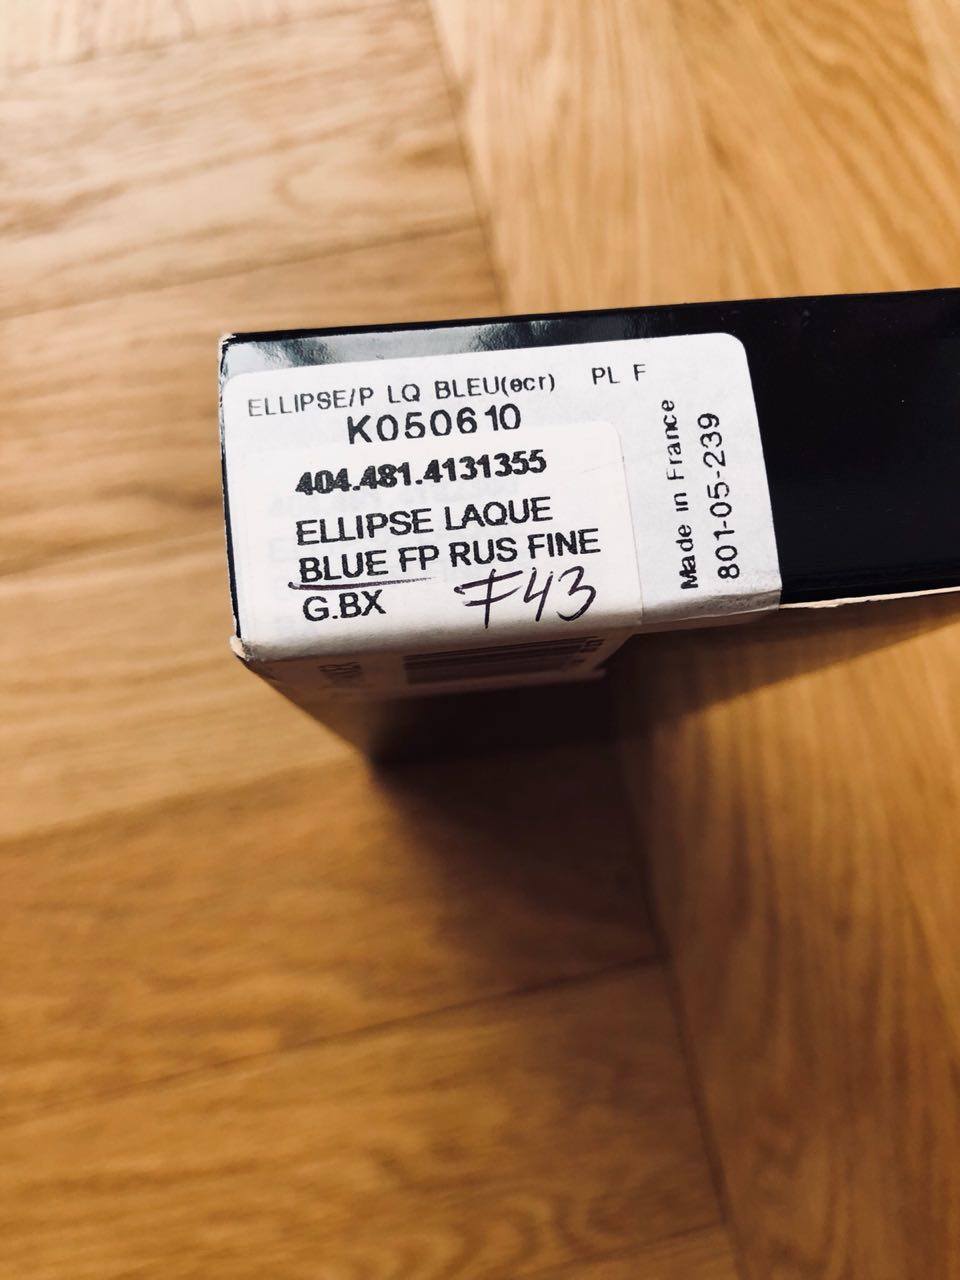 ELLIPSE/P LQ BLEU(ecr) PL F
K050610
404.481.4131355
ELLIPSE LAQUE
BLUE FP RUS FINE
G.BX F43
Made in France
801-05-239